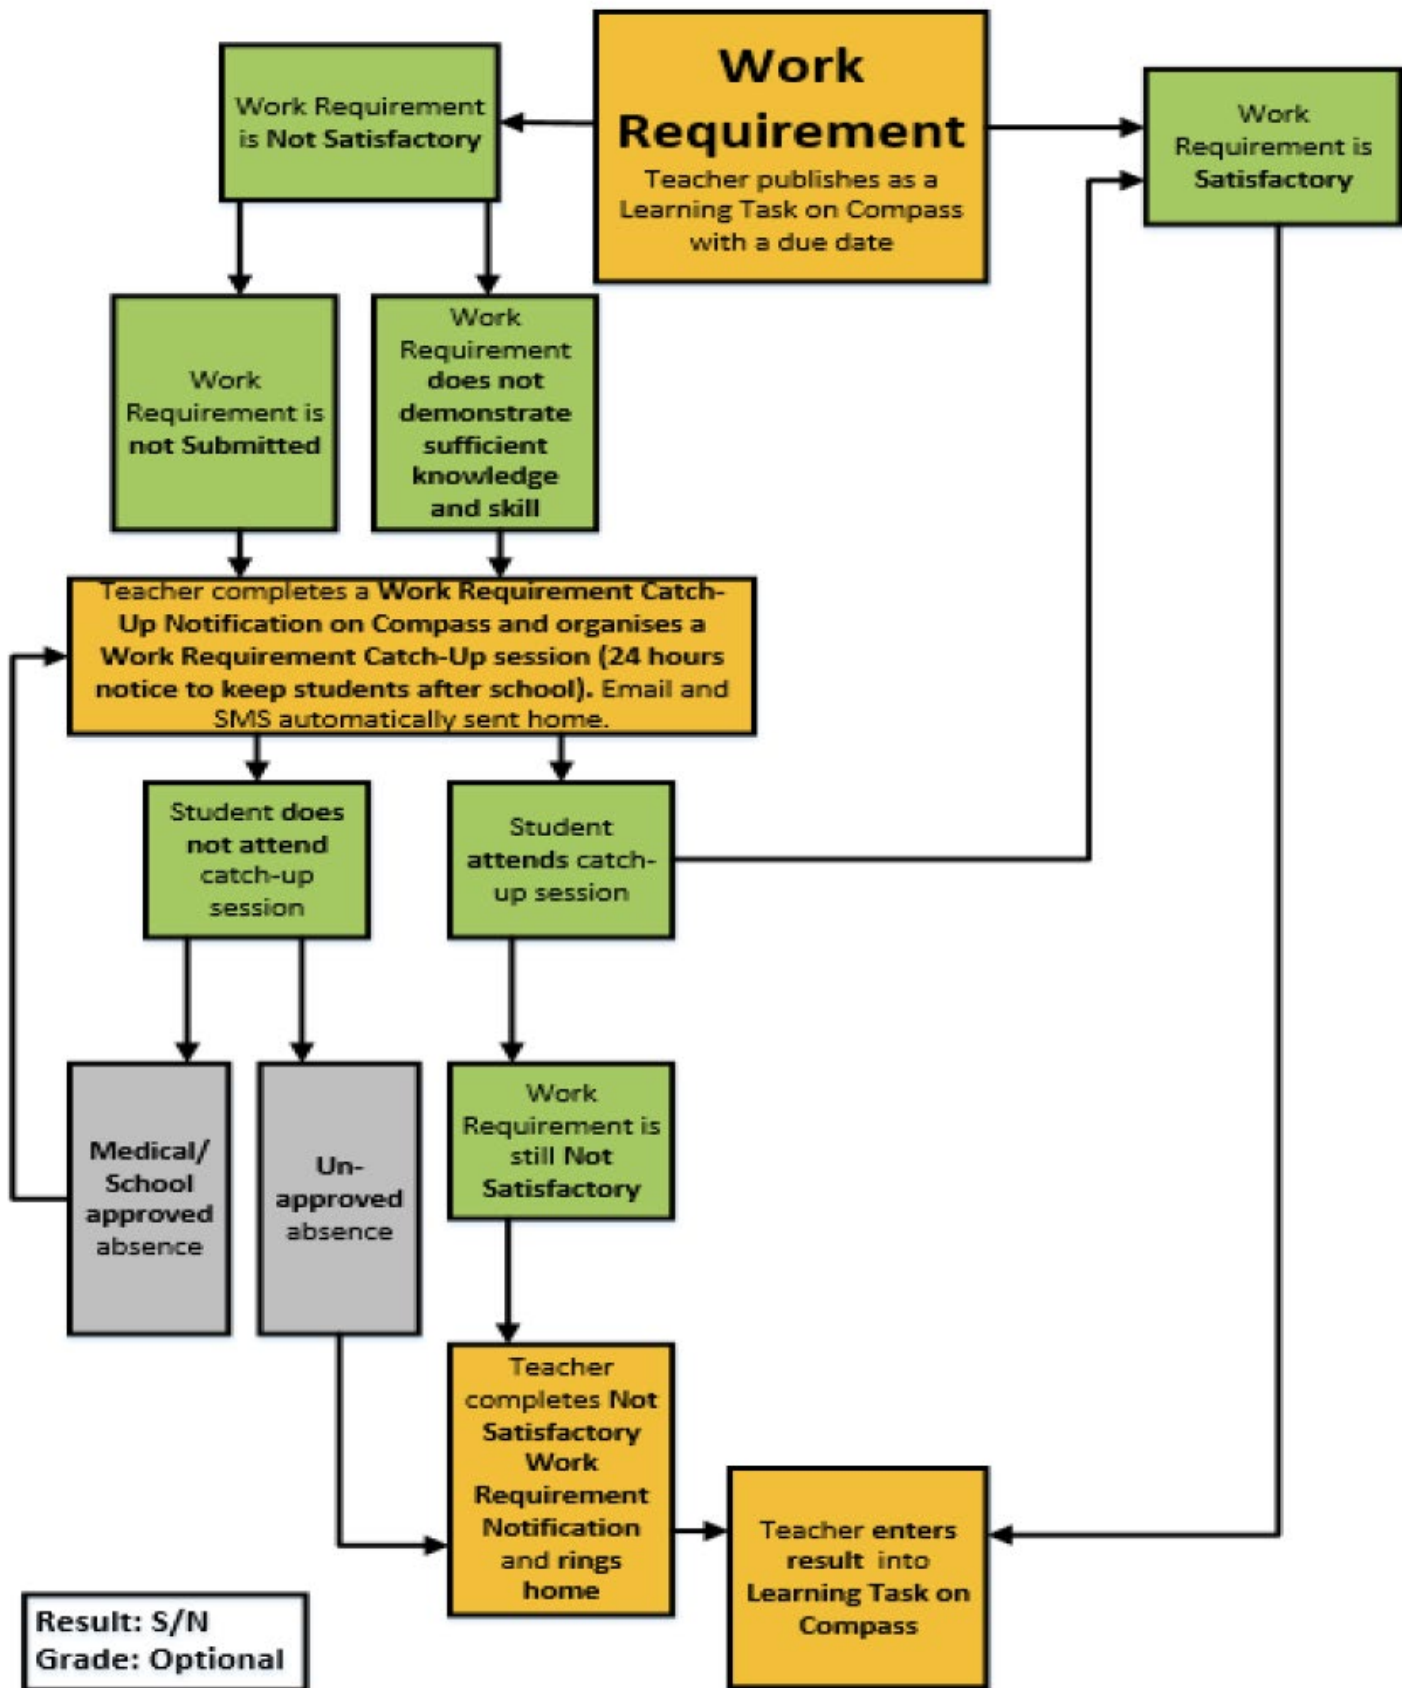 Work
Requirement
Teacher publishes as a
Learning Task on Compass
with a due date
Work Requirement
is Not Satisfactory
Work
Requirement is
Satisfactory
Work
Requirement is
not Submitted
Work
Requirement
does not
demonstrate
sufficient
knowledge
and skill
Teacher completes a Work Requirement Catch-
Up Notification on Compass and organises a
Work Requirement Catch-Up session (24 hours
notice to keep students after school). Email and
SMS automatically sent home.
Student does
not attend
catch-up
session
Student
attends catch-
up session
Medical/
School
approved
absence
Un-
approved
absence
Work
Requirement is
still Not
Satisfactory
Teacher
completes Not
Satisfactory
Work
Requirement
Notification
and rings
home
Teacher enters
result into
Learning Task on
Compass
Result: S/N
Grade: Optional